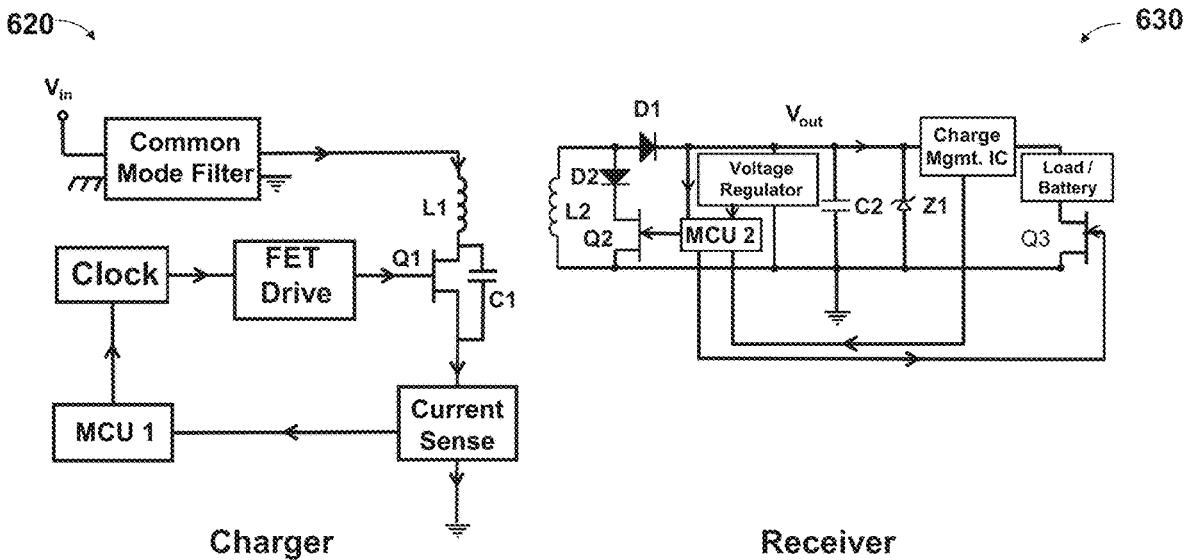 620
630
V_in
Common
Mode Filter
L1
Clock
FET
Drive
Q1
C1
MCU 1
Current
Sense
Charger
D1
V_out
Charge
Mgmt. IC
D2
Voltage
Regulator
Load /
Battery
L2
C2
Z1
Q2
MCU 2
Q3
Receiver